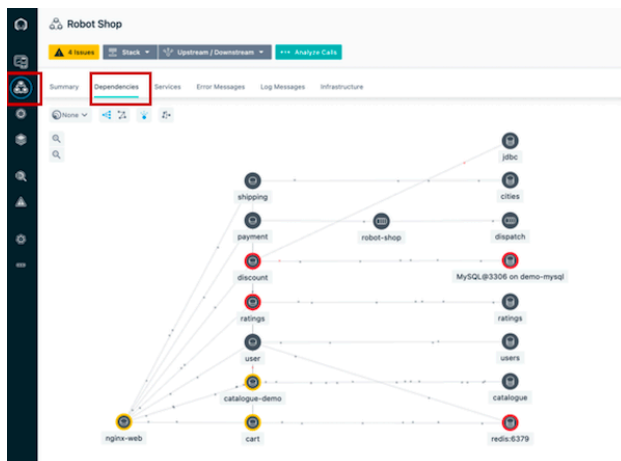 Robot Shop
4 Issues Stack Upstream / Downstream Analyze Calls
Summary Dependencies Services Error Messages Log Messages Infrastructure
None
jdbc
shipping cities
payment robot-shop dispatch
discount MySQL@3306 on demo-mysql
ratings ratings
user users
catalogue-demo catalogue
nginx-web cart redis:6379